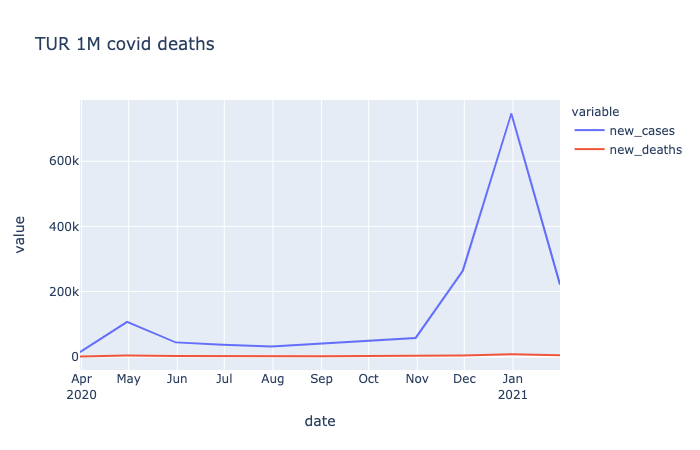 TUR 1M covid deaths
variable
new_cases
new_deaths
value
600k
400k
200k
0
Apr May Jun Jul Aug Sep Oct Nov Dec Jan
2020 2021
date